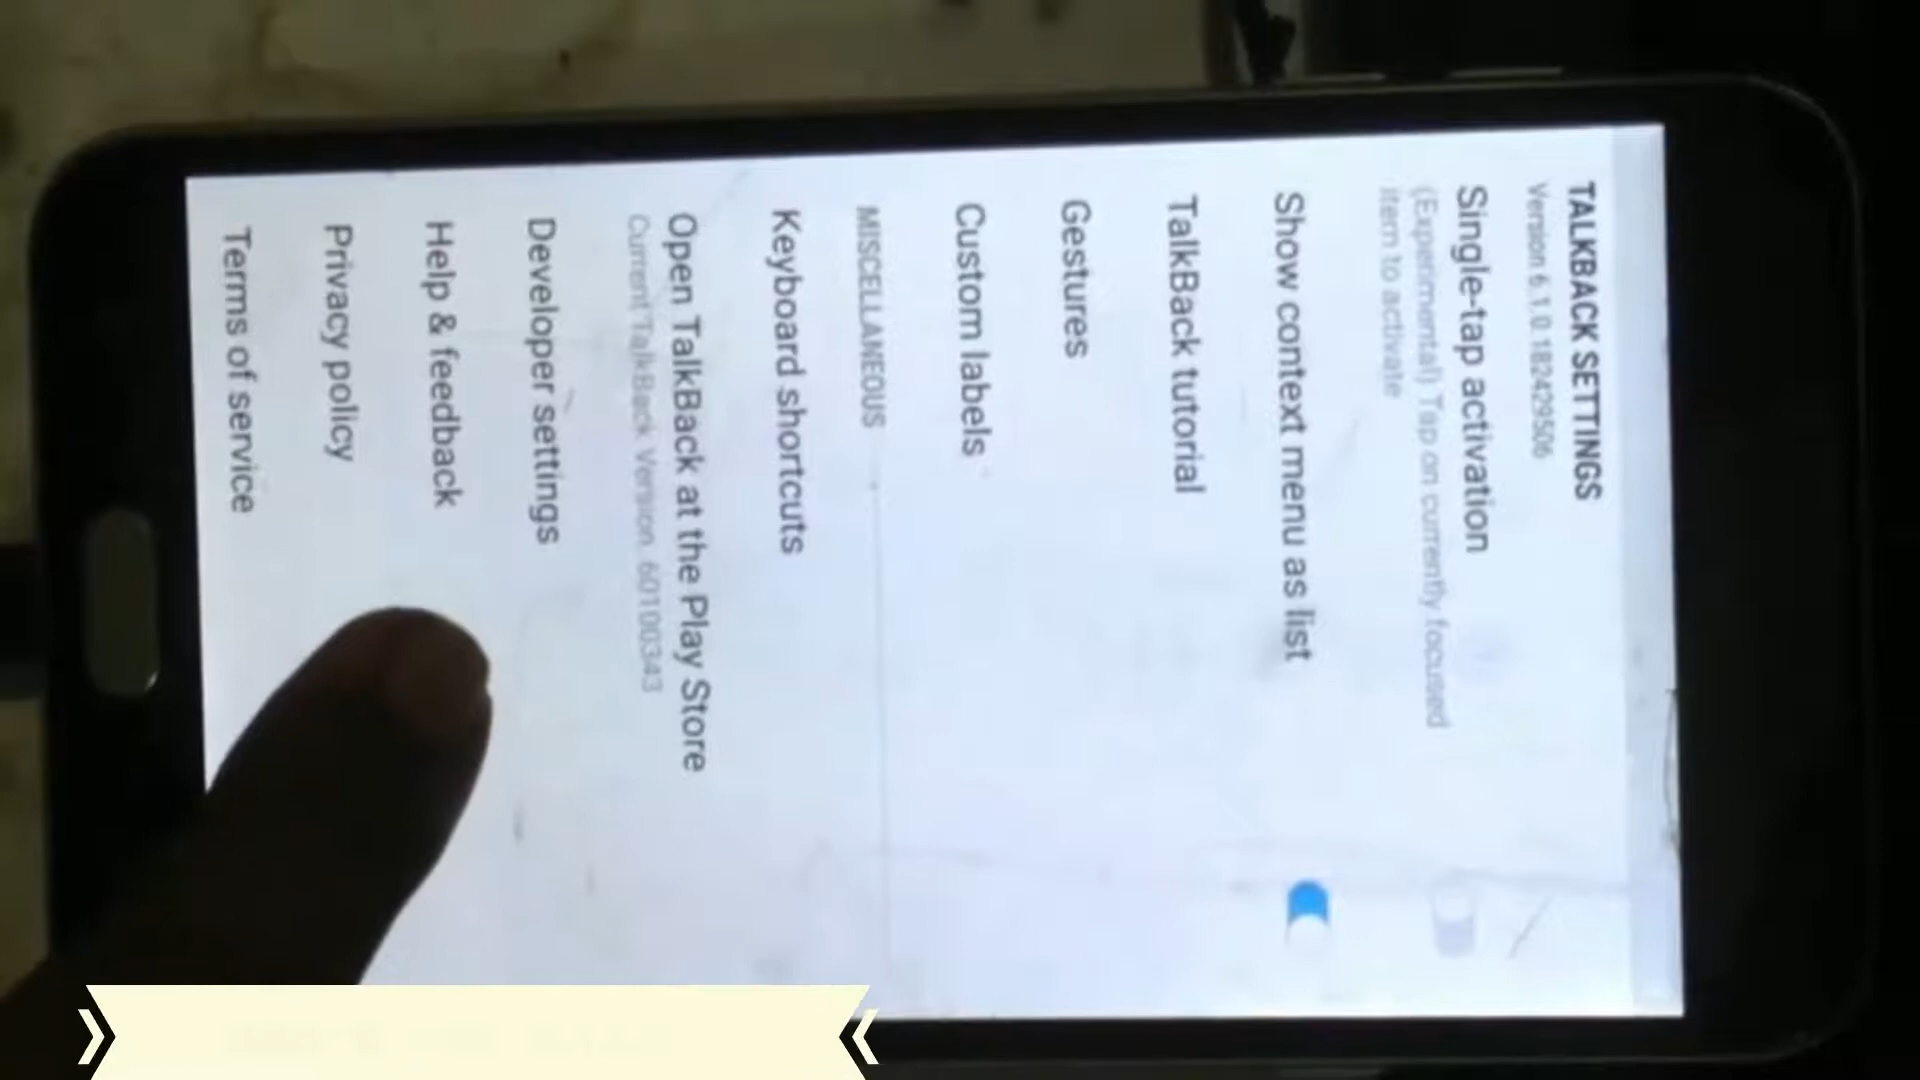 TALKBACK SETTINGS
Version 6.1.0.182429506
Single-tap activation
(Experimental) Tap on currently focused
item to activate
Show context menu as list
TalkBack tutorial
Gestures
Custom labels
MISCELLANEOUS
Keyboard shortcuts
Open TalkBack at the Play Store
Current TalkBack Version: 60100343
Developer settings
Help & feedback
Privacy policy
Terms of service